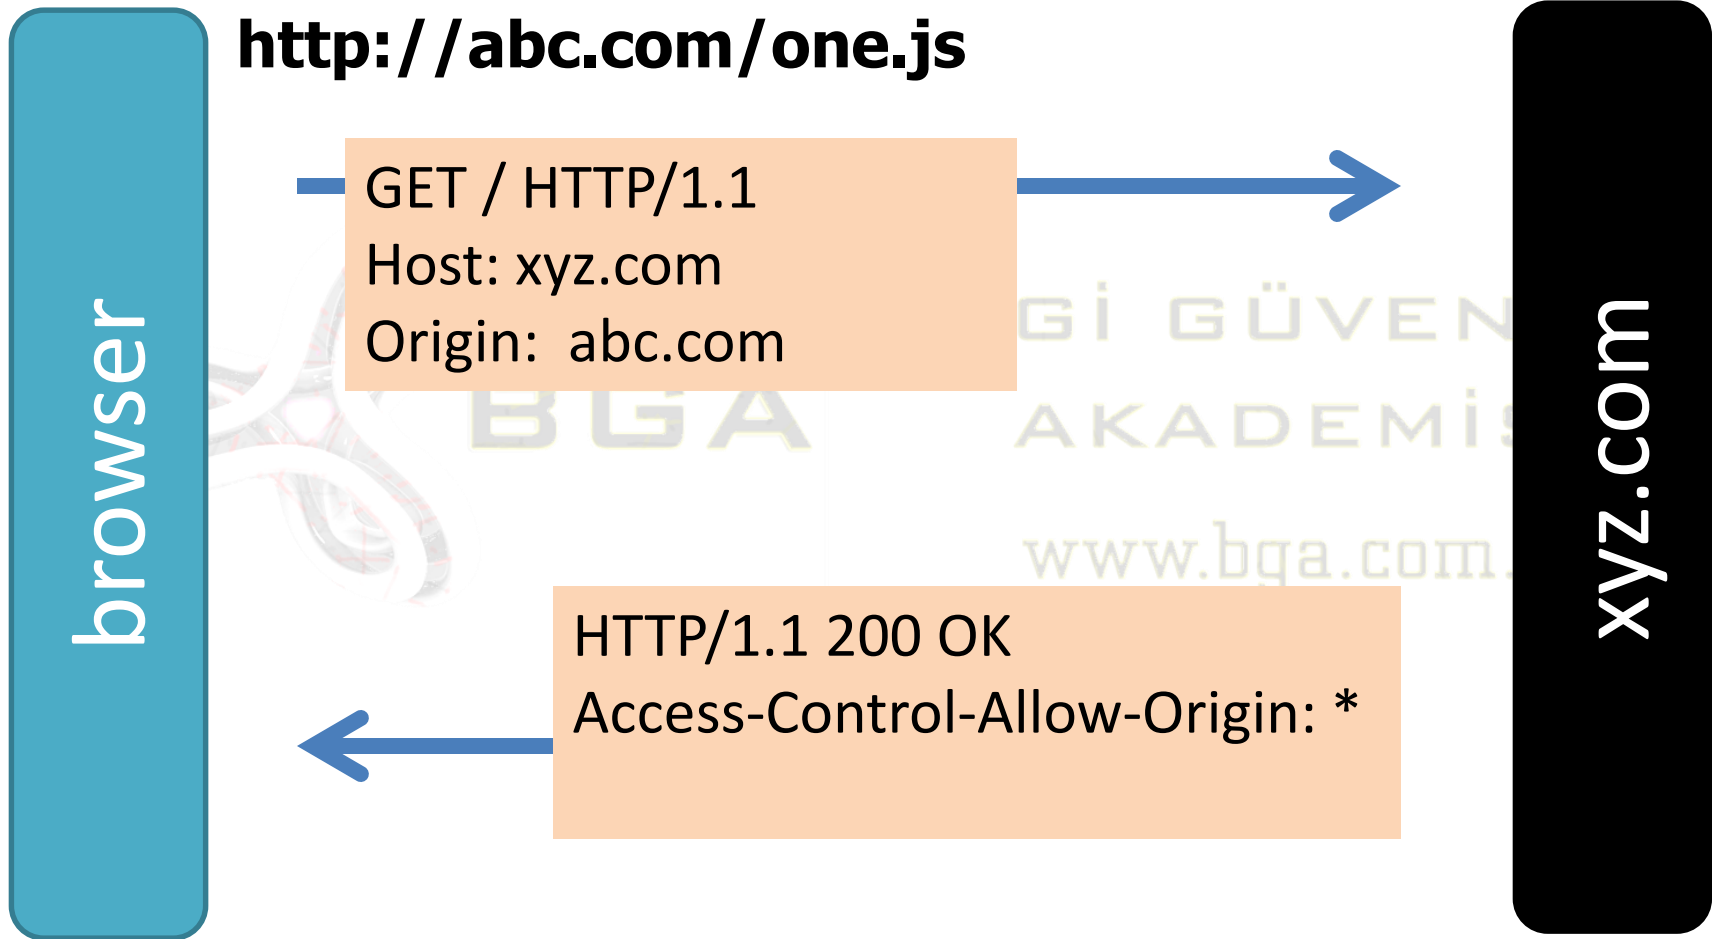 http://abc.com/one.js
browser
GET / HTTP/1.1
Host: xyz.com
Origin:  abc.com
Gİ GÜVEN
BGA
AKADEMİ
www.bga.com.
HTTP/1.1 200 OK
Access-Control-Allow-Origin: *
xyz.com